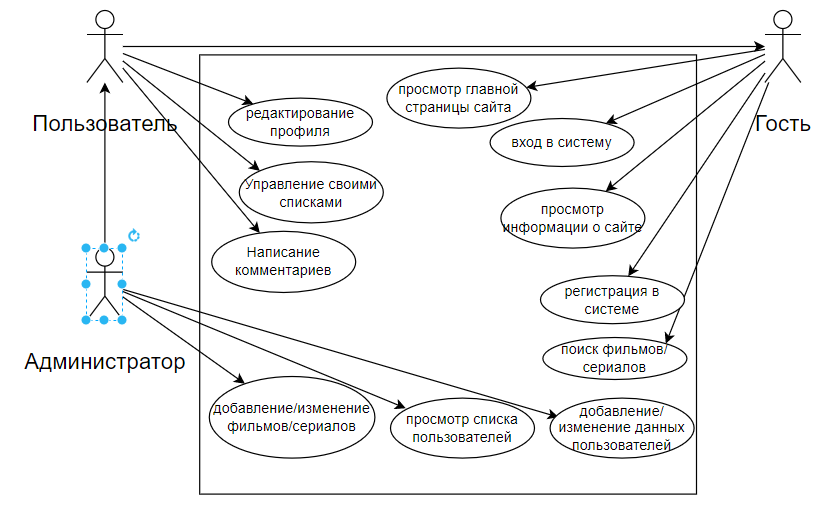 Пользователь
Гость
просмотр главной
страницы сайта
редактирование
профиля
вход в систему
Управление своими
списками
просмотр
информации о сайте
Написание
комментариев
регистрация в
системе
Администратор
поиск фильмов/
сериалов
добавление/изменение
фильмов/сериалов
просмотр списка
пользователей
добавление/
изменение данных
пользователей